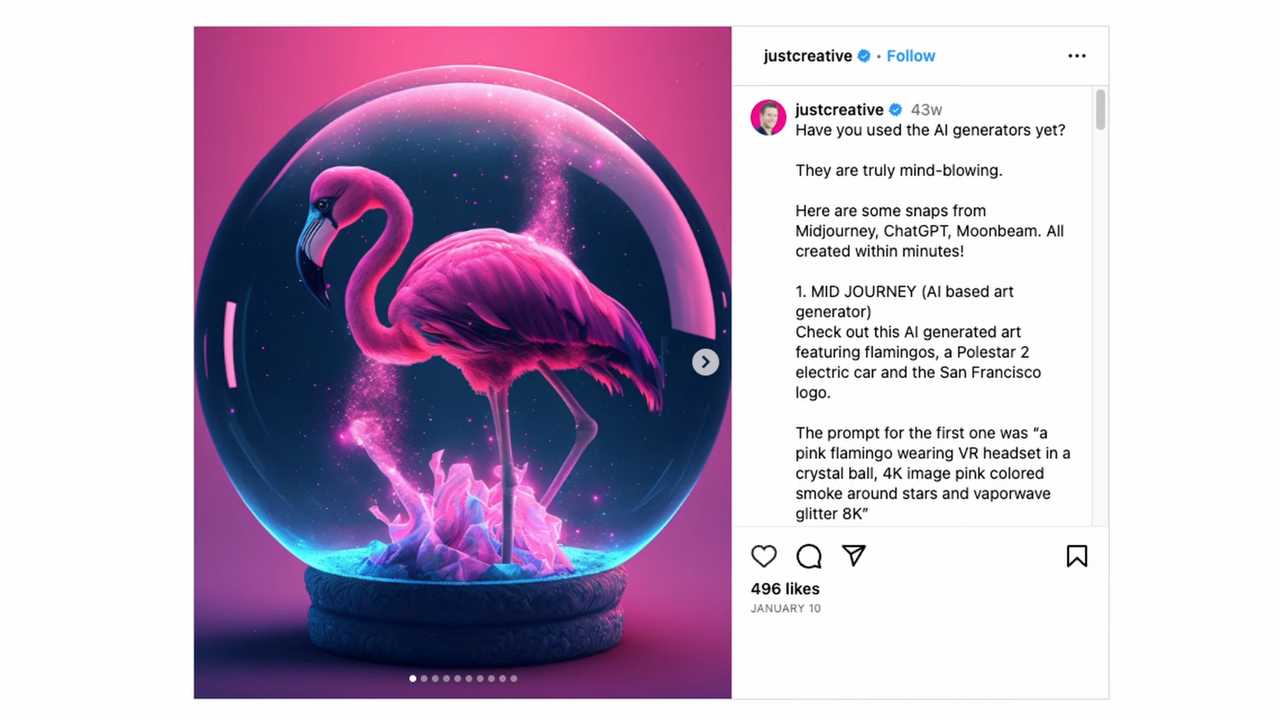 justcreative • Follow
justcreative 43w
Have you used the AI generators yet?
They are truly mind-blowing.
Here are some snaps from
Midjourney, ChatGPT, Moonbeam. All
created within minutes!
1. MID JOURNEY (AI based art
generator)
Check out this AI generated art
featuring flamingos, a Polestar 2
electric car and the San Francisco
logo.
The prompt for the first one was “a
pink flamingo wearing VR headset in a
crystal ball, 4K image pink colored
smoke around stars and vaporwave
glitter 8K”
496 likes
JANUARY 10